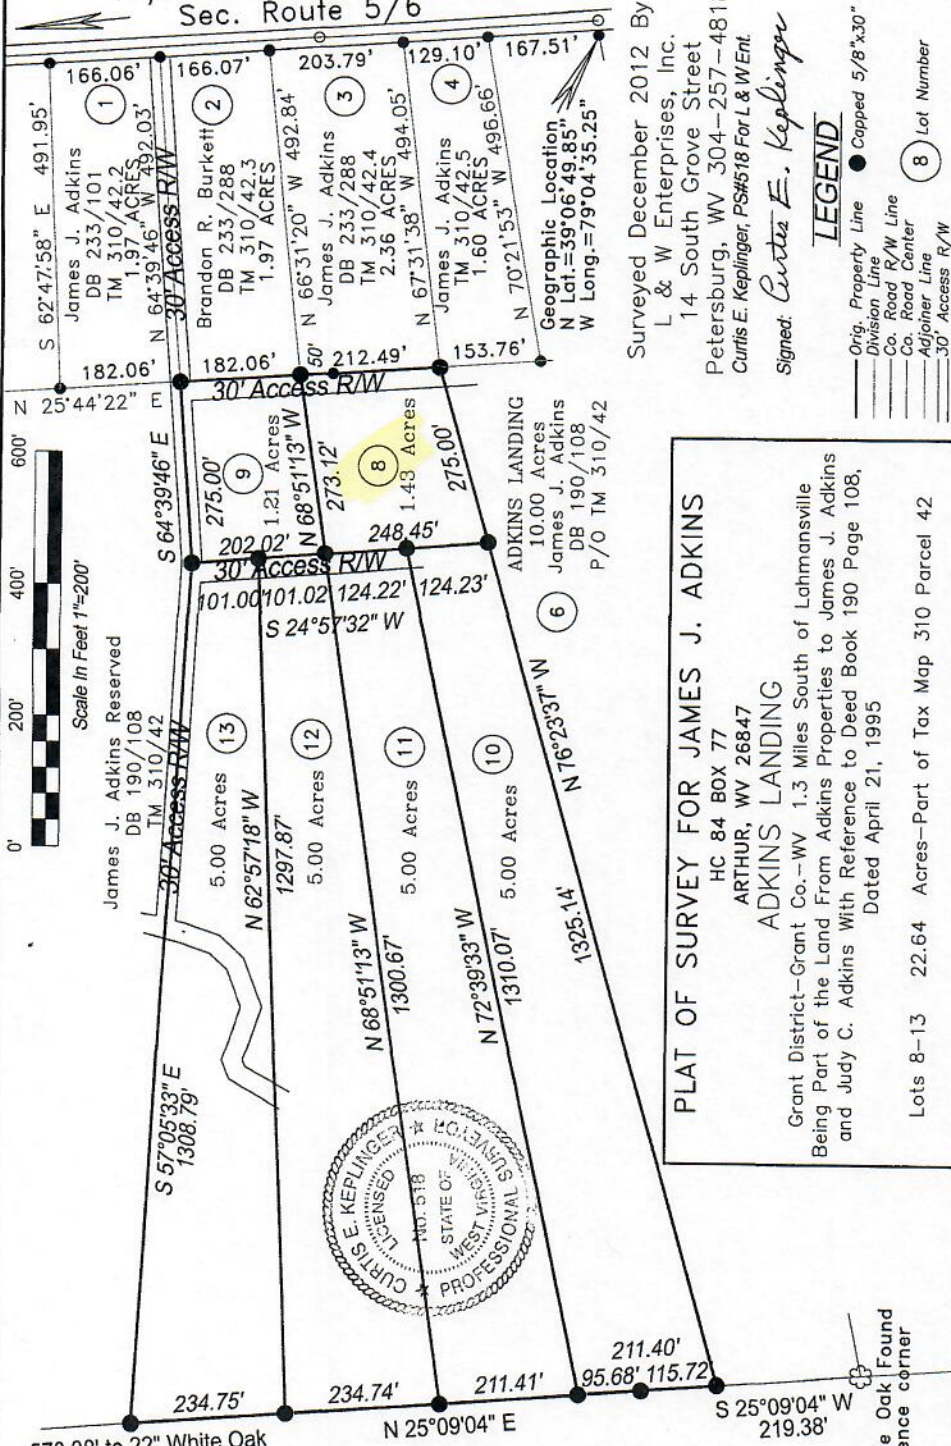 Sec. Route 5/6
166.06'
166.07'
203.79'
129.10'
167.51'
S 62°47'58" E 491.95'
1
James J. Adkins
DB 233/101
TM 310/42.2
1.97 ACRES
N 64°39'46" W 492.03'
30' Access R/W
2
Brandon R. Burkett
DB 233/288
TM 310/42.3
1.97 ACRES
N 66°31'20" W 492.84'
3
James J. Adkins
DB 233/288
TM 310/42.4
2.36 ACRES
N 67°31'38" W 494.05'
4
James J. Adkins
TM 310/42.5
1.60 ACRES
N 70°21'53" W 496.66'
Geographic Location
N Lat.=39°06'49.85"
W Long.=79°04'35.25"
182.06'
182.06'
50'
212.49'
153.76'
N 25°44'22" E
30' Access R/W
S 64°39'46" E
275.00'
9
1.21 Acres
N 68°51'13" W
273.12'
8
1.43 Acres
275.00'
202.02'
248.45'
30' Access R/W
101.00'
101.02'
124.22'
124.23'
S 24°57'32" W
ADKINS LANDING
10.00 Acres
James J. Adkins
DB 190/108
P/O TM 310/42
6
0'
200'
400'
600'
Scale In Feet 1"=200'
James J. Adkins Reserved
DB 190/108
TM 310/42
30' Access R/W
13
5.00 Acres
N 62°57'18" W
1297.87'
12
5.00 Acres
11
5.00 Acres
10
5.00 Acres
N 76°23'37" W
1325.14'
N 68°51'13" W
1300.67'
N 72°39'33" W
1310.07'
S 57°05'33" E
1308.79'
CURTIS E. KEPLINGER
LICENSED
No. 518
STATE OF
WEST VIRGINIA
PROFESSIONAL SURVEYOR
234.75'
234.74'
211.41'
211.40'
95.68'
115.72'
N 25°09'04" E
S 25°09'04" W
219.38'
to 22" White Oak
Oak Found
corner
Surveyed December 2012 By
L & W Enterprises, Inc.
14 South Grove Street
Petersburg, WV 304-257-481
Curtis E. Keplinger, PS#518 For L & W Ent.
Signed: Curtis E. Keplinger
LEGEND
Orig. Property Line
Division Line
Co. Road R/W Line
Co. Road Center
Adjoiner Line
30' Access R/W
Capped 5/8"x30"
8 Lot Number
PLAT OF SURVEY FOR JAMES J. ADKINS
HC 84 BOX 77
ARTHUR, WV 26847
ADKINS LANDING
Grant District-Grant Co.-WV 1.3 Miles South of Lahmansville
Being Part of the Land From Adkins Properties to James J. Adkins
and Judy C. Adkins With Reference to Deed Book 190 Page 108,
Dated April 21, 1995
Lots 8-13 22.64 Acres-Part of Tax Map 310 Parcel 42